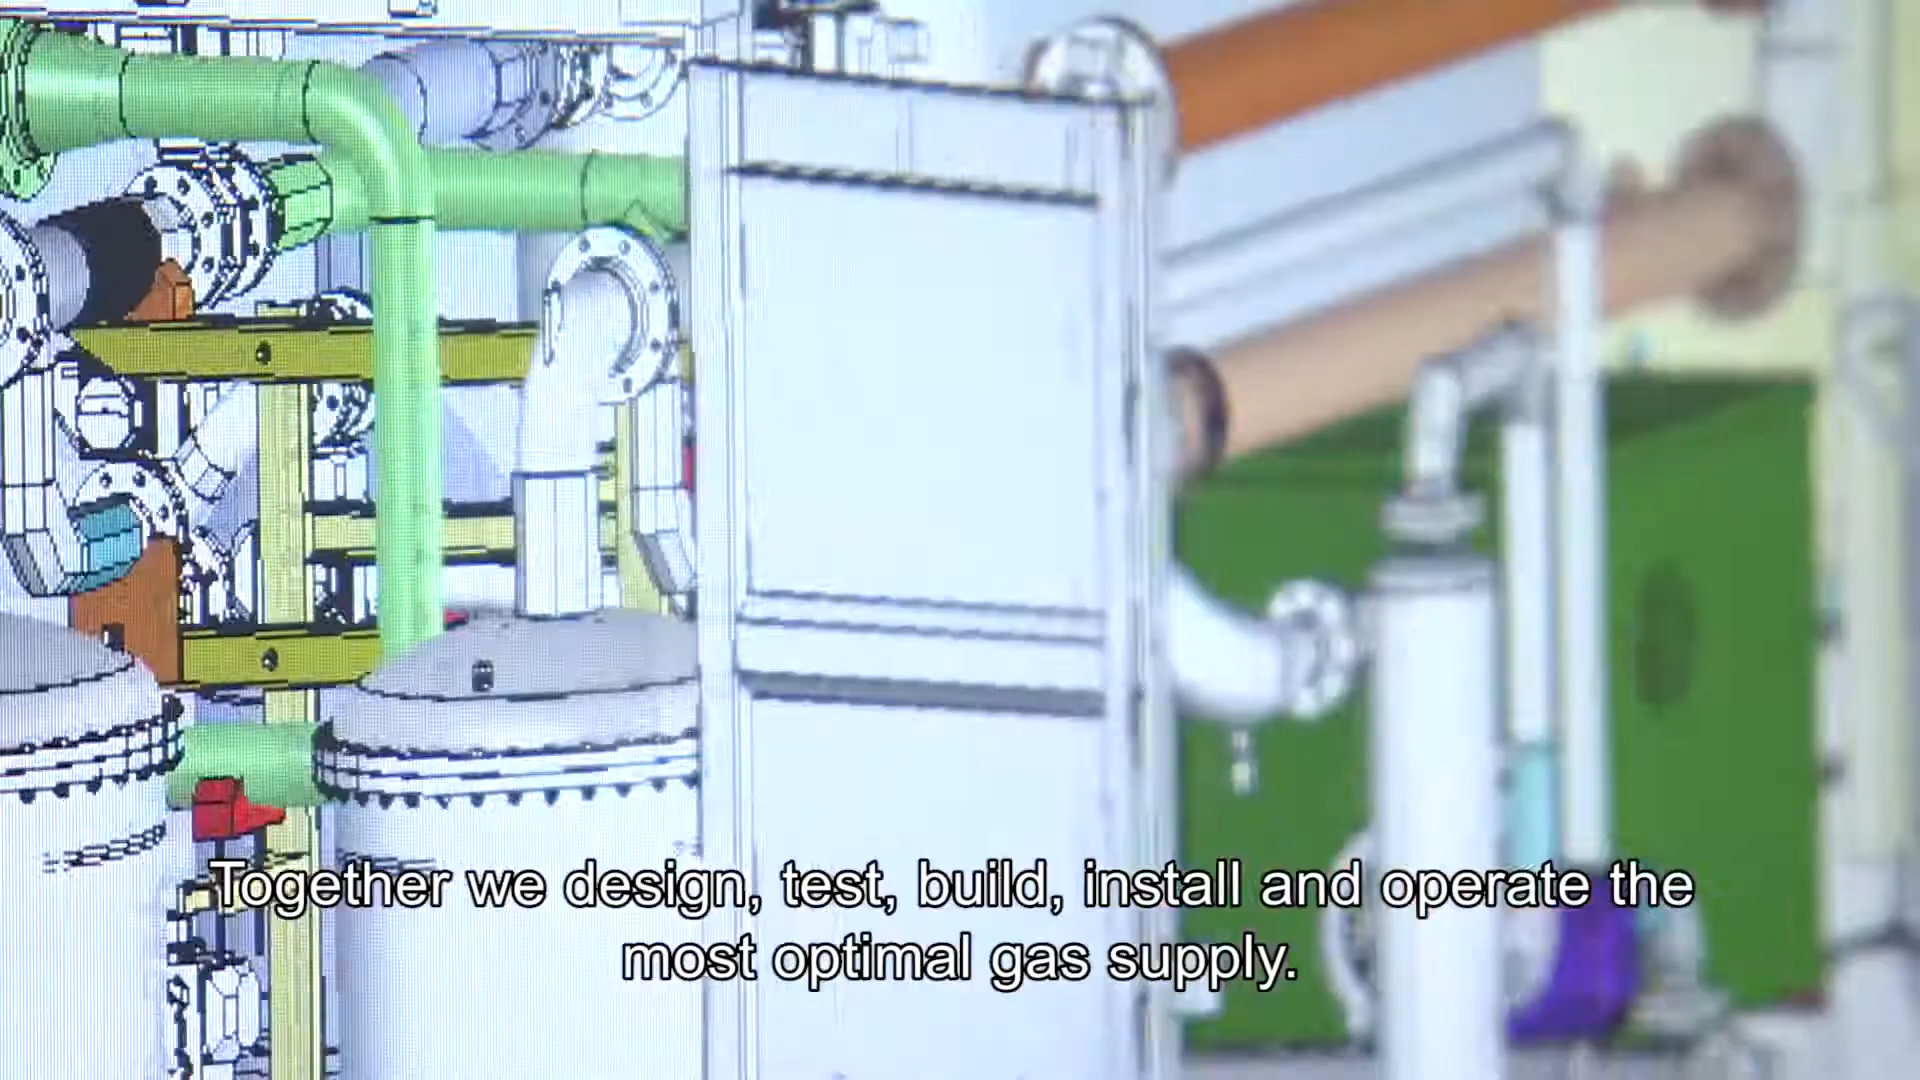 Together we design, test, build, install and operate the
most optimal gas supply.